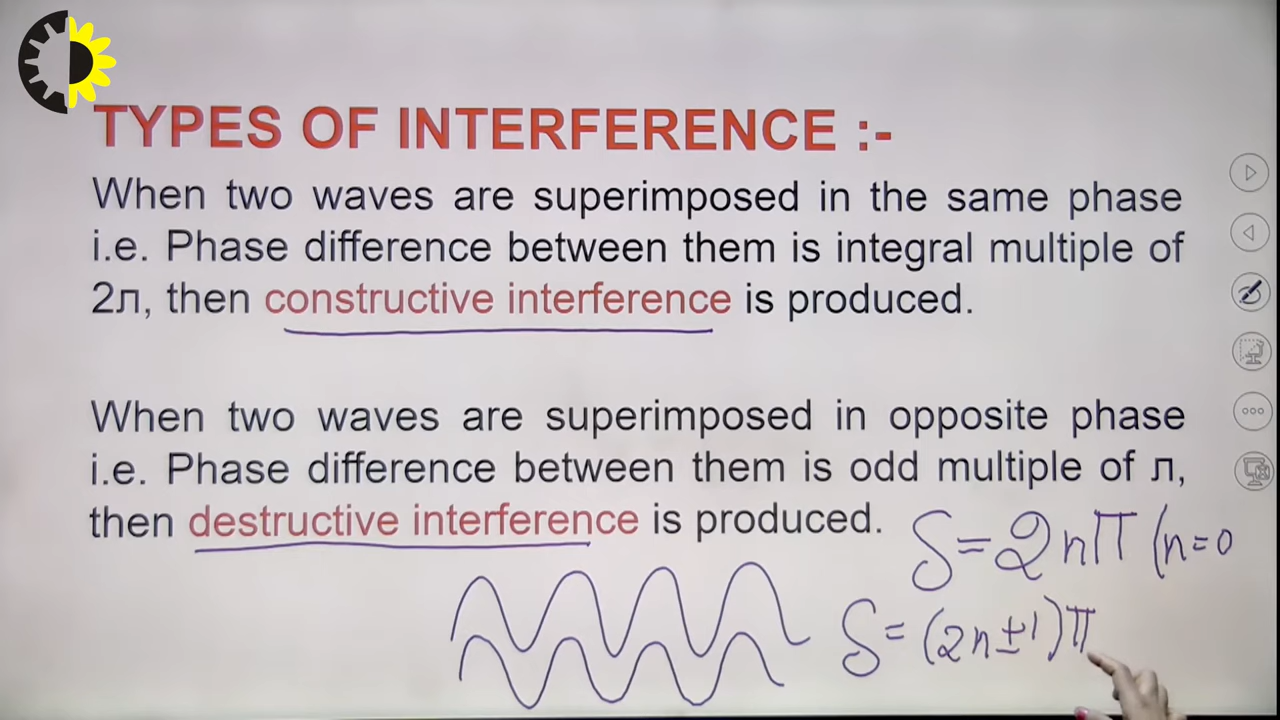 TYPES OF INTERFERENCE :-
When two waves are superimposed in the same phase
i.e. Phase difference between them is integral multiple of
2л, then constructive interference is produced.
When two waves are superimposed in opposite phase
i.e. Phase difference between them is odd multiple of л,
then destructive interference is produced.
δ=2nπ (n=0
δ=(2n±1)π